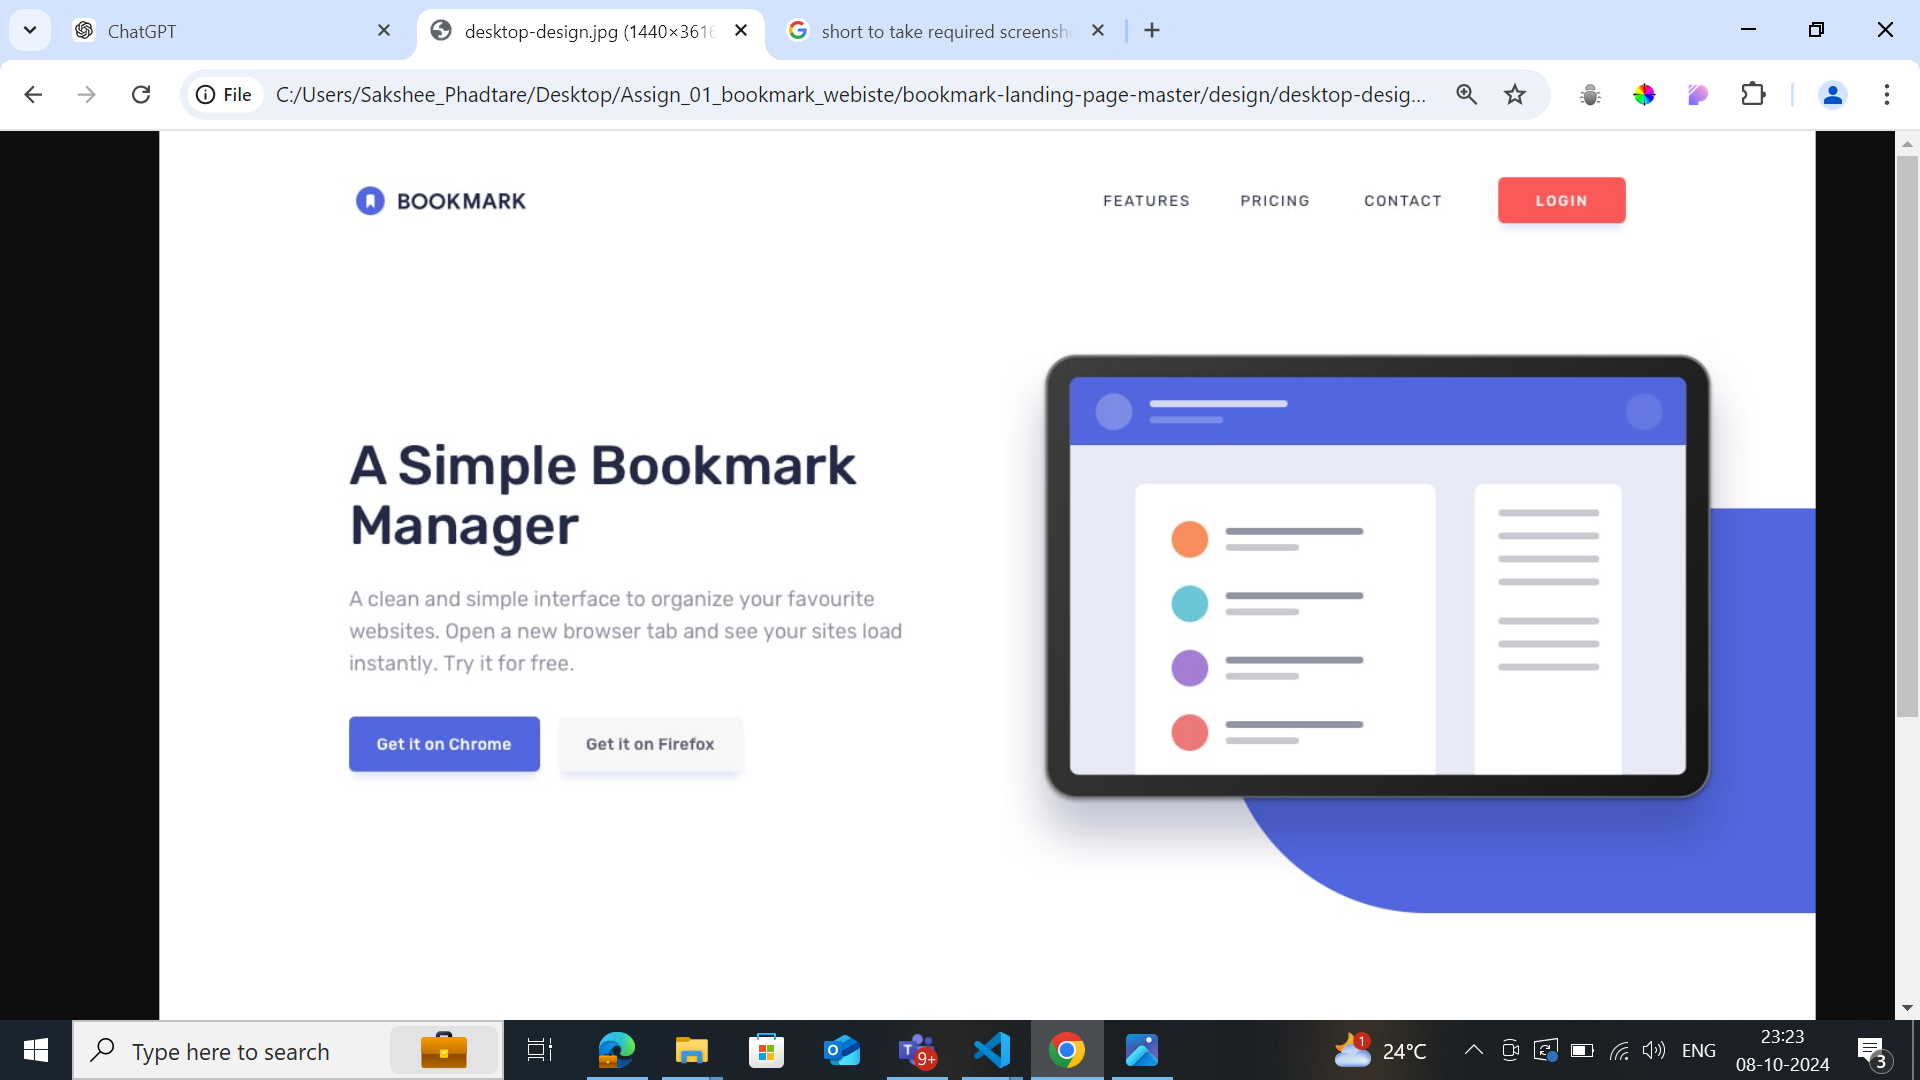 ChatGPT
desktop-design.jpg (1440×3616
short to take required screensh
File
C:/Users/Sakshee_Phadtare/Desktop/Assign_01_bookmark_webiste/bookmark-landing-page-master/design/desktop-desig...
BOOKMARK
FEATURES
PRICING
CONTACT
LOGIN
A Simple Bookmark
Manager
A clean and simple interface to organize your favourite
websites. Open a new browser tab and see your sites load
instantly. Try it for free.
Get it on Chrome
Get it on Firefox
Type here to search
9+
1
24°C
ENG
23:23
08-10-2024
3